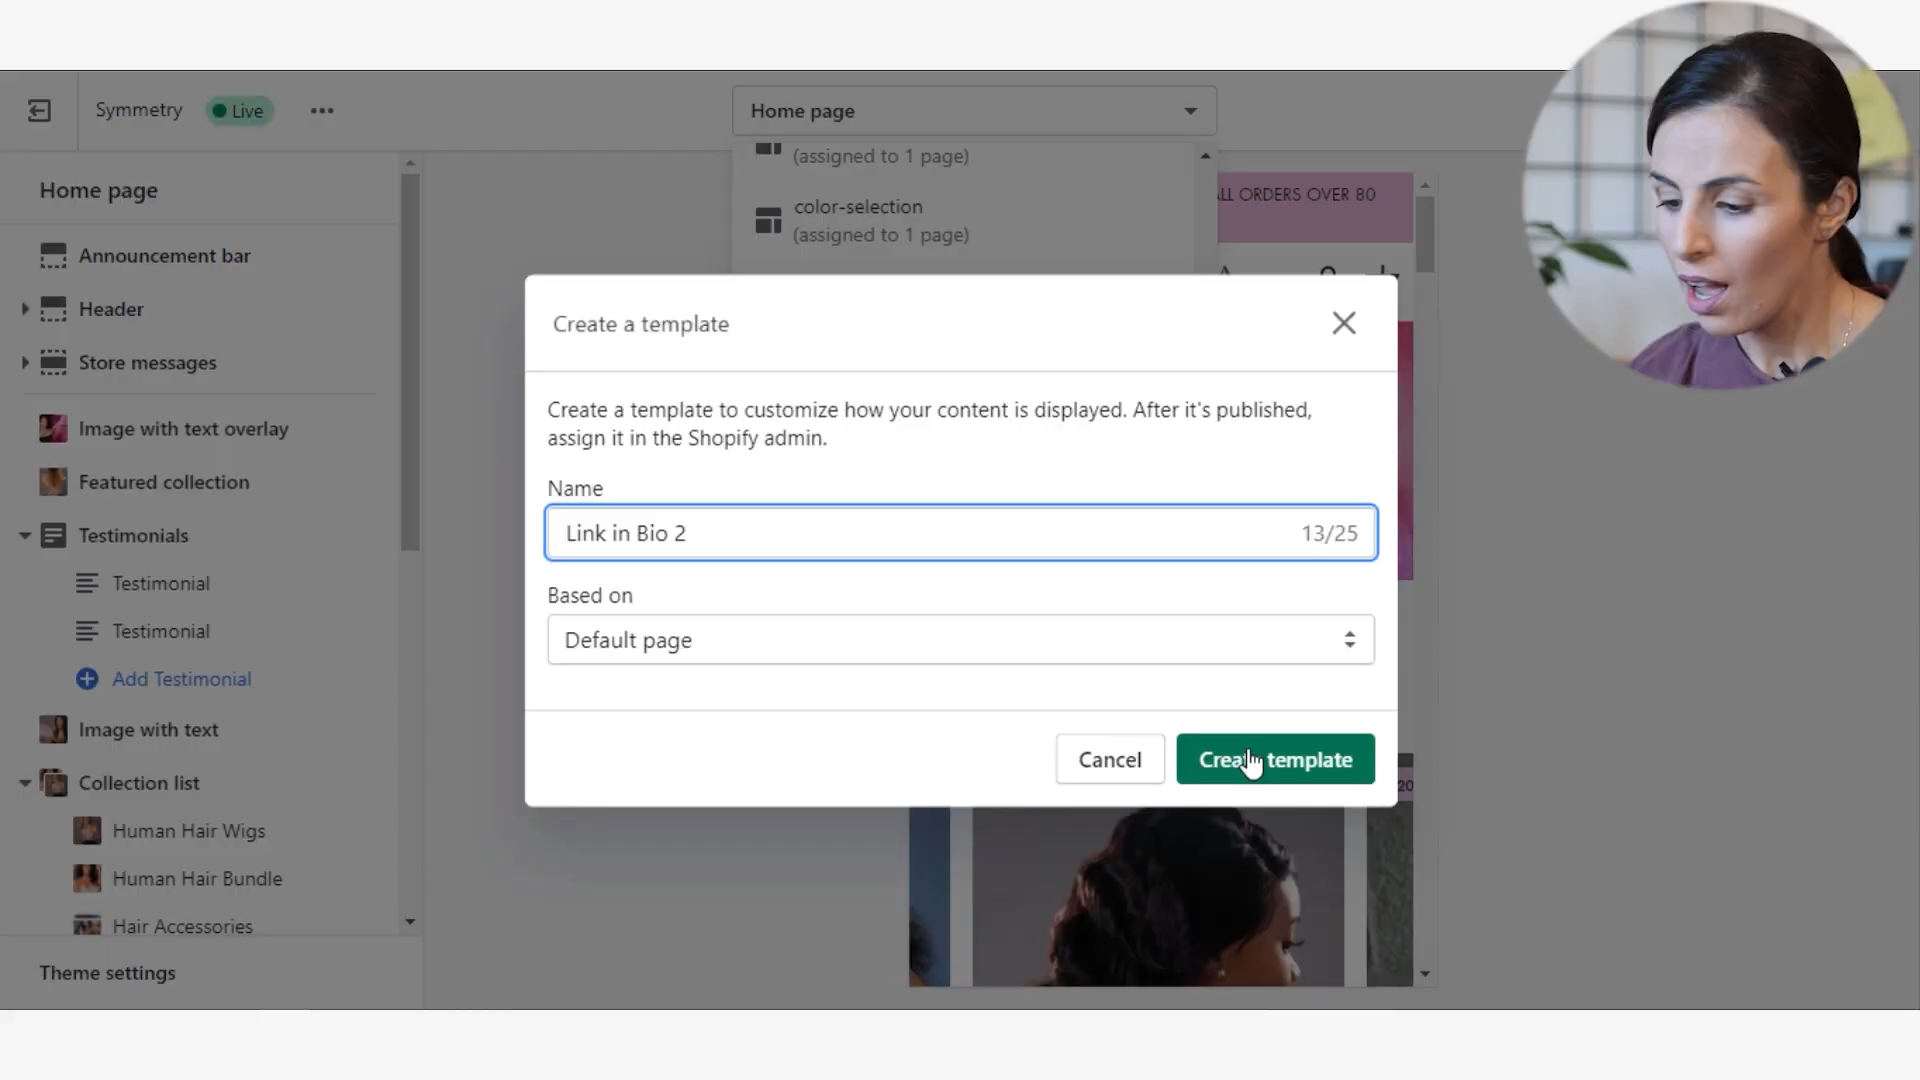 Symmetry
Live
Home page
(assigned to 1 page)
color-selection
(assigned to 1 page)
ALL ORDERS OVER 80
Home page
Announcement bar
Header
Store messages
Image with text overlay
Featured collection
Testimonials
Testimonial
Testimonial
Add Testimonial
Image with text
Collection list
Human Hair Wigs
Human Hair Bundle
Hair Accessories
Theme settings
Create a template
Create a template to customize how your content is displayed. After it's published,
assign it in the Shopify admin.
Name
Link in Bio 2
13/25
Based on
Default page
Cancel
Create template
20